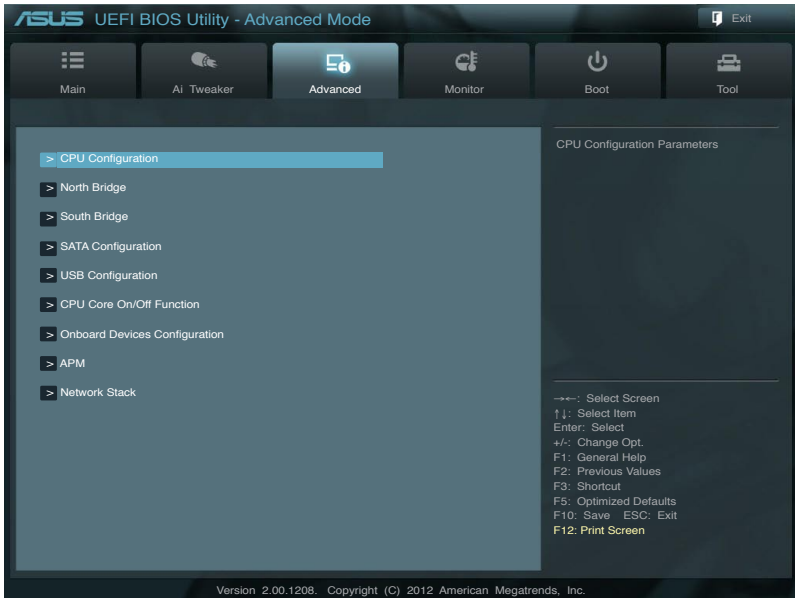 ASUS UEFI BIOS Utility - Advanced Mode
Exit
Main
Ai Tweaker
Advanced
Monitor
Boot
Tool
> CPU Configuration
> North Bridge
> South Bridge
> SATA Configuration
> USB Configuration
> CPU Core On/Off Function
> Onboard Devices Configuration
> APM
> Network Stack
CPU Configuration Parameters
→←: Select Screen
↑↓: Select Item
Enter: Select
+/-: Change Opt.
F1: General Help
F2: Previous Values
F3: Shortcut
F5: Optimized Defaults
F10: Save ESC: Exit
F12: Print Screen
Version 2.00.1208. Copyright (C) 2012 American Megatrends, Inc.